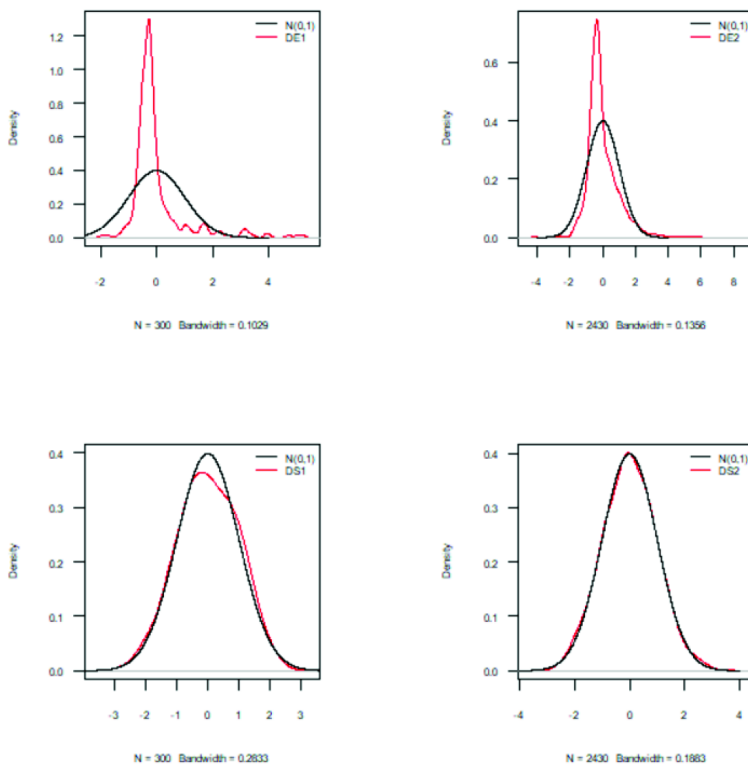 N(0,1)
DE1
1.2
1.0
0.8
0.6
0.4
0.2
0.0
Density
-2 0 2 4
N = 300 Bandwidth = 0.1029
N(0,1)
DE2
0.6
0.4
0.2
0.0
Density
-4 -2 0 2 4 6 8
N = 2430 Bandwidth = 0.1356
N(0,1)
DS1
0.4
0.3
0.2
0.1
0.0
Density
-3 -2 -1 0 1 2 3
N = 300 Bandwidth = 0.2833
N(0,1)
DS2
0.4
0.3
0.2
0.1
0.0
Density
-4 -2 0 2 4
N = 2430 Bandwidth = 0.1883